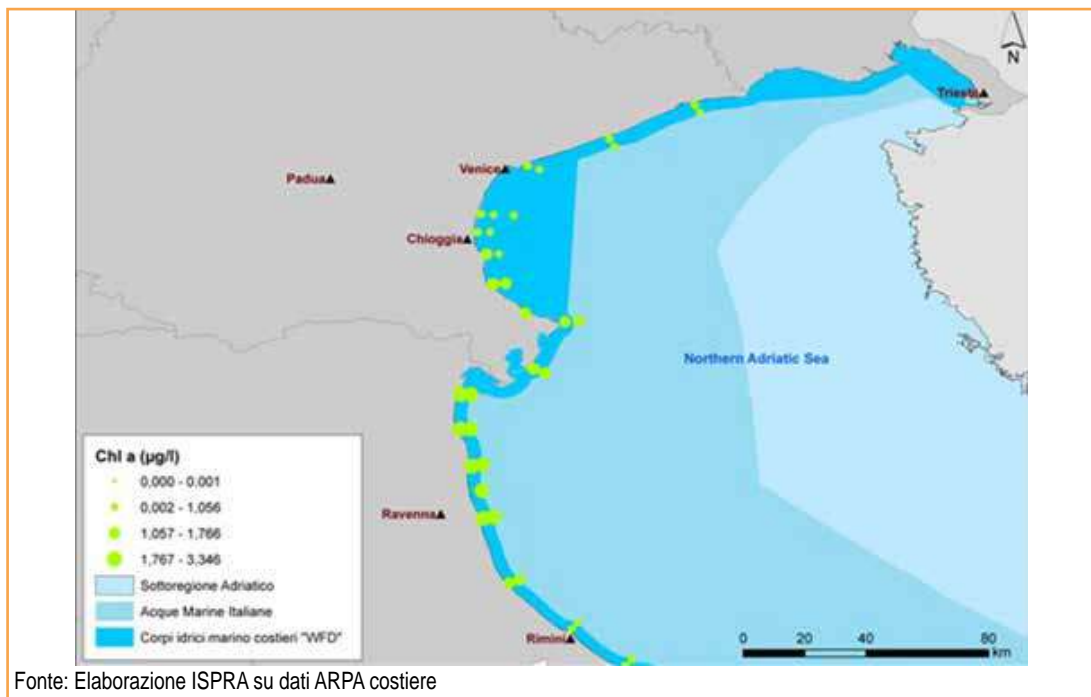 N
Trieste
Venice
Padua
Chioggia
Northern Adriatic Sea
Chl a (µg/l)
0,000 - 0,001
0,002 - 1,056
1,057 - 1,766
1,767 - 3,346
Sottoregione Adriatico
Acque Marine Italiane
Corpi idrici marino costieri "WFD"
Ravenna
Rimini
0 20 40 80
km
Fonte: Elaborazione ISPRA su dati ARPA costiere